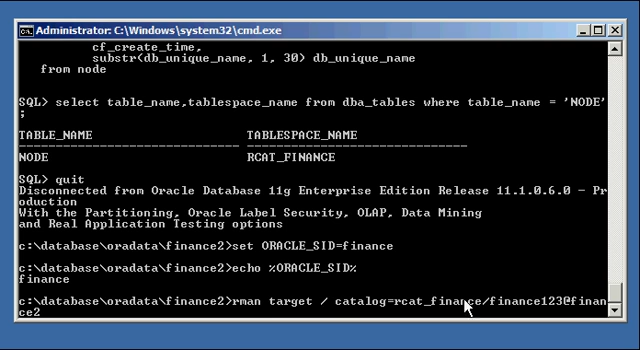 Administrator: C:\Windows\system32\cmd.exe
cf_create_time,
substr(db_unique_name, 1, 30) db_unique_name
from node
SQL> select table_name,tablespace_name from dba_tables where table_name = 'NODE'
;
TABLE_NAME TABLESPACE_NAME
------------------------------ ------------------------------
NODE RCAT_FINANCE
SQL> quit
Disconnected from Oracle Database 11g Enterprise Edition Release 11.1.0.6.0 - Pr
oduction
With the Partitioning, Oracle Label Security, OLAP, Data Mining
and Real Application Testing options
c:\database\oradata\finance2>set ORACLE_SID=finance
c:\database\oradata\finance2>echo %ORACLE_SID%
finance
c:\database\oradata\finance2>rman target / catalog=rcat_finance/finance123@finan
ce2